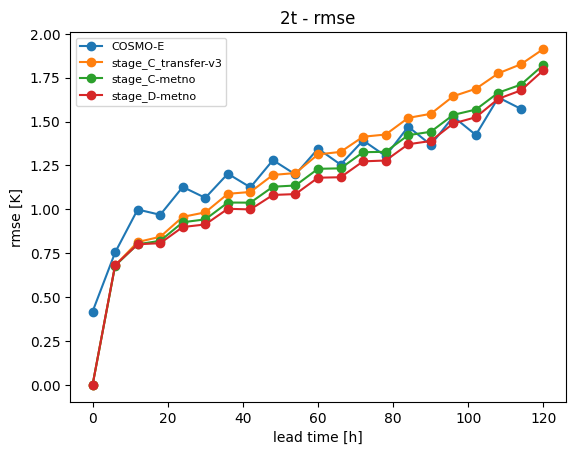 2t - rmse
COSMO-E
stage_C_transfer-v3
stage_C-metno
stage_D-metno
rmse [K]
2.00
1.75
1.50
1.25
1.00
0.75
0.50
0.25
0.00
0 20 40 60 80 100 120
lead time [h]